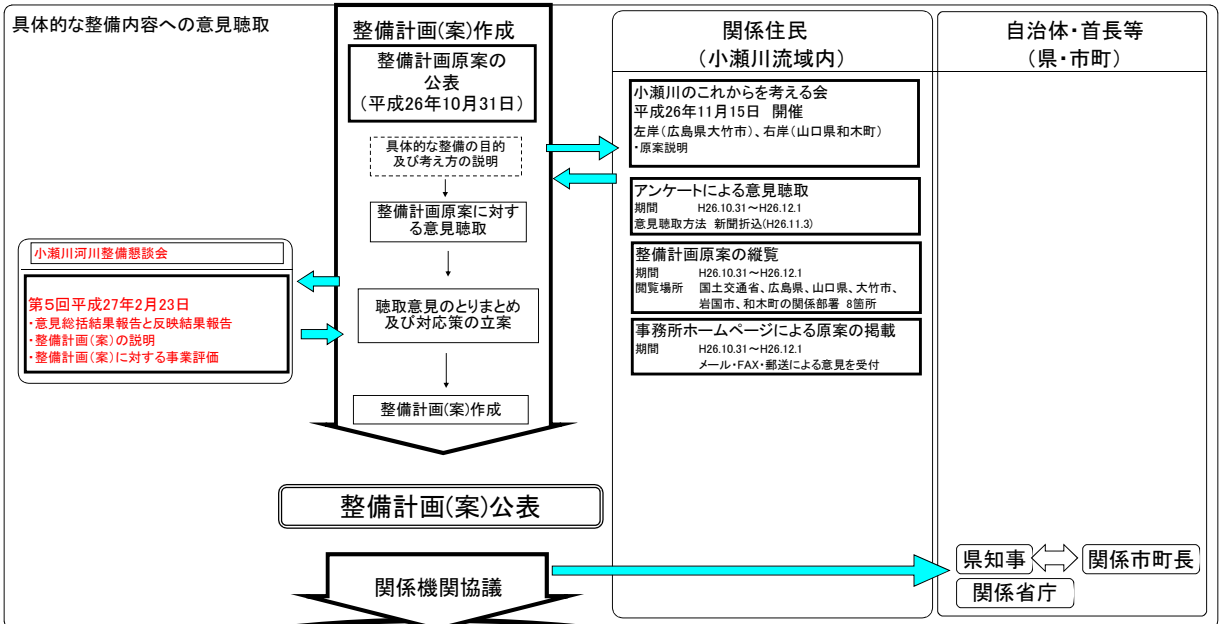 具体的な整備内容への意見聴取
整備計画(案)作成
整備計画原案の
公表
(平成26年10月31日)
具体的な整備の目的
及び考え方の説明
整備計画原案に対す
る意見聴取
聴取意見のとりまとめ
及び対応策の立案
整備計画(案)作成
小瀬川河川整備懇談会
第5回平成27年2月23日
・意見総括結果報告と反映結果報告
・整備計画(案)の説明
・整備計画(案)に対する事業評価
関係住民
(小瀬川流域内)
小瀬川のこれからを考える会
平成26年11月15日 開催
左岸(広島県大竹市)、右岸(山口県和木町)
・原案説明
アンケートによる意見聴取
期間 H26.10.31~H26.12.1
意見聴取方法 新聞折込(H26.11.3)
整備計画原案の縦覧
期間 H26.10.31~H26.12.1
閲覧場所 国土交通省、広島県、山口県、大竹市、
岩国市、和木町の関係部署 8箇所
事務所ホームページによる原案の掲載
期間 H26.10.31~H26.12.1
メール・FAX・郵送による意見を受付
自治体・首長等
(県・市町)
整備計画(案)公表
関係機関協議
県知事
関係市町長
関係省庁